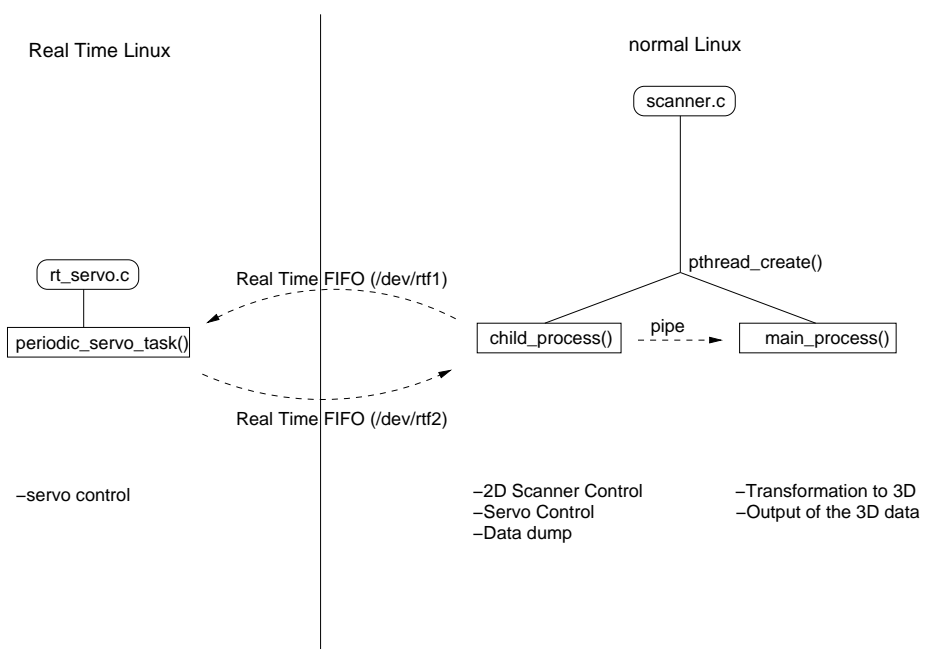 Real Time Linux
normal Linux
scanner.c
pthread_create()
rt_servo.c
Real Time FIFO (/dev/rtf1)
periodic_servo_task()
child_process()
pipe
main_process()
Real Time FIFO (/dev/rtf2)
–servo control
–2D Scanner Control
–Servo Control
–Data dump
–Transformation to 3D
–Output of the 3D data